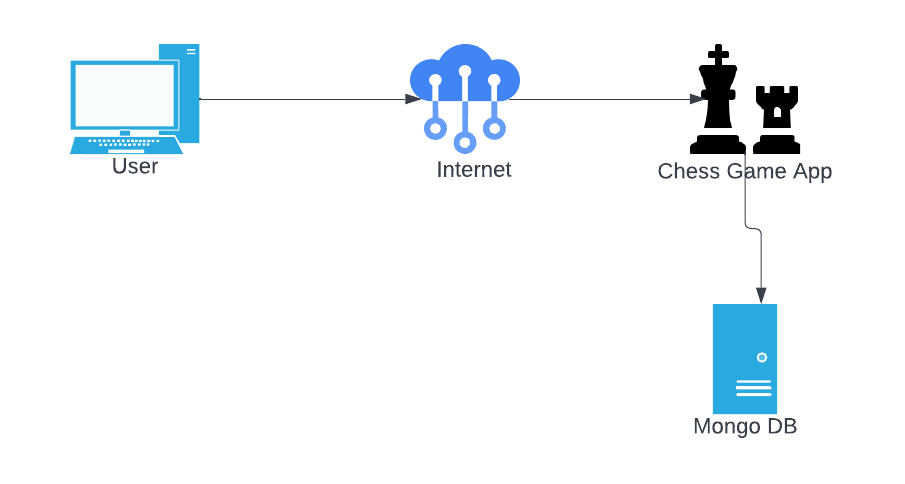 User
Internet
Chess Game App
Mongo DB